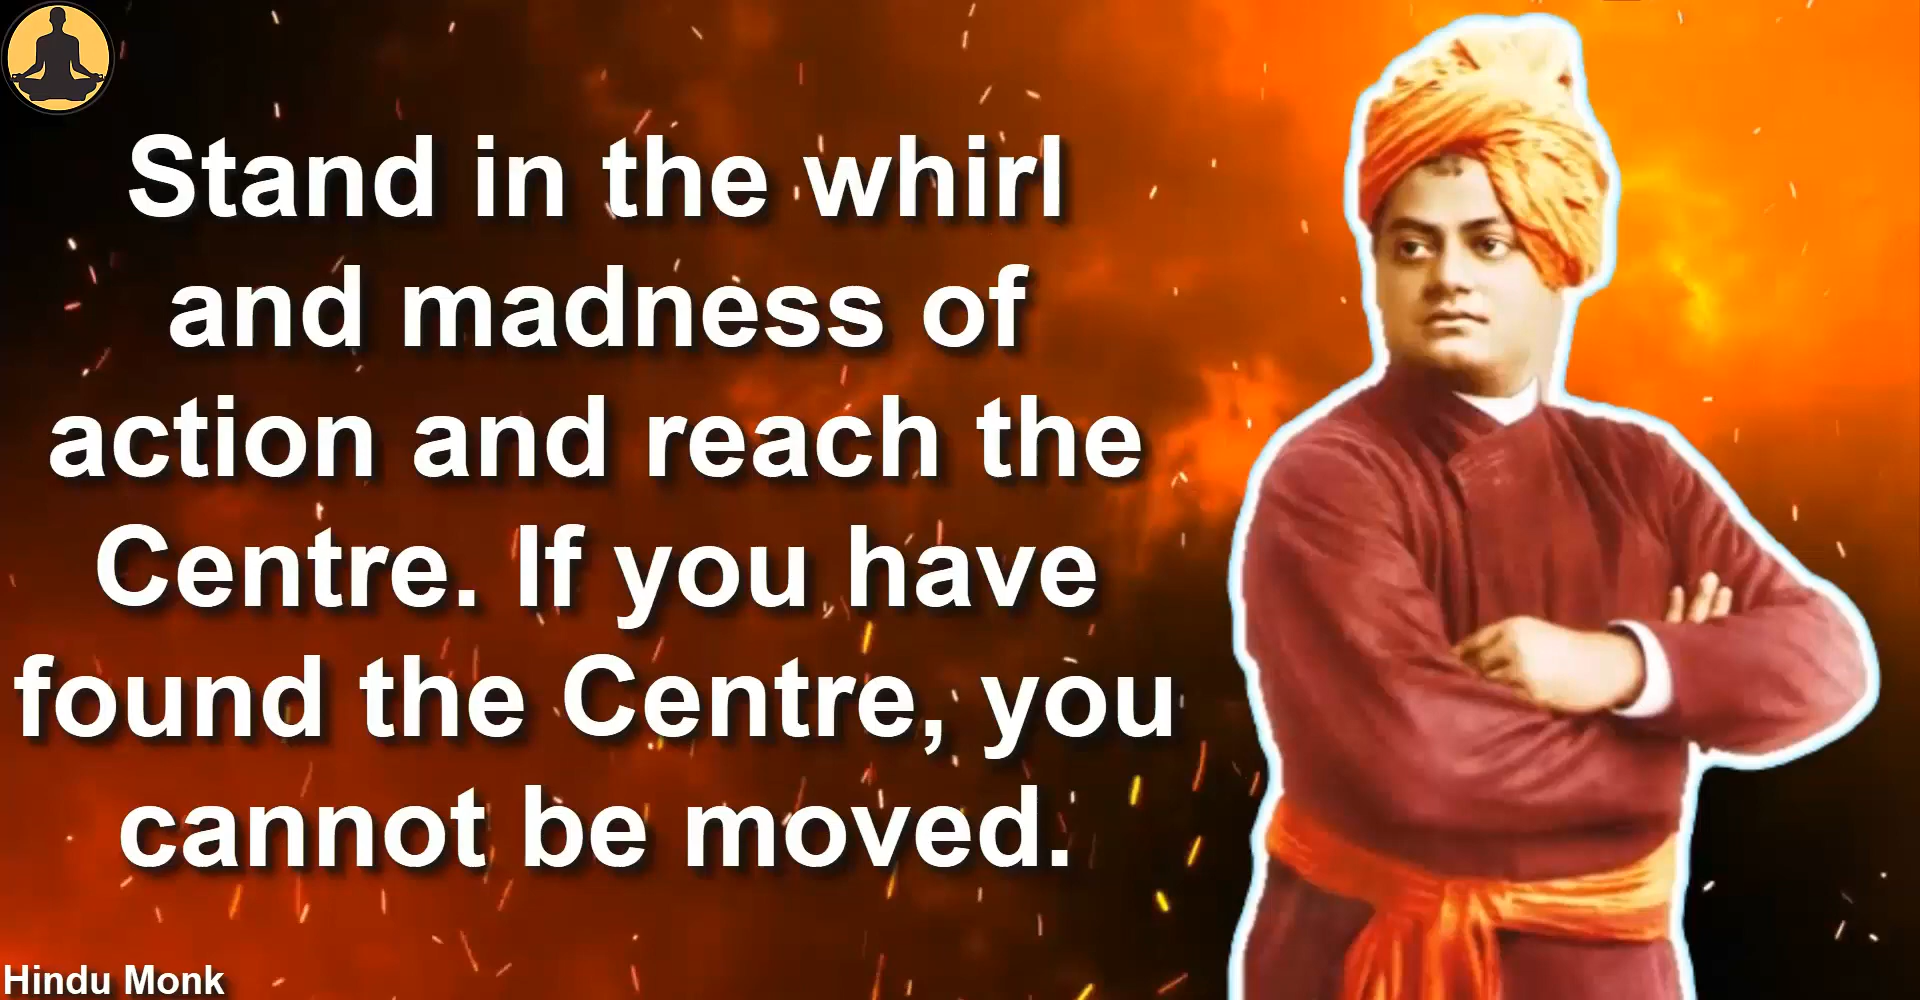 Stand in the whirl
and madness of
action and reach the
Centre. If you have
found the Centre, you
cannot be moved.
Hindu Monk